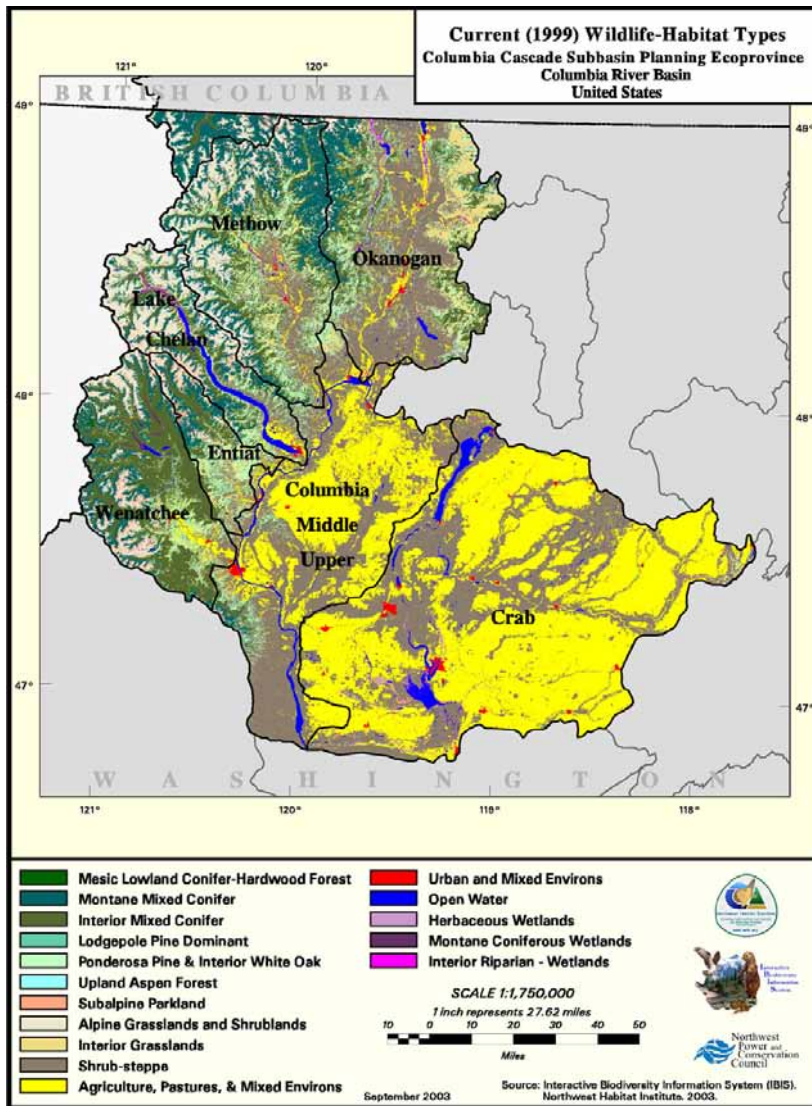 Current (1999) Wildlife-Habitat Types
Columbia Cascade Subbasin Planning Ecoprovince
Columbia River Basin
United States
121° 120°
BRITISH COLUMBIA
49° 49°
Methow
Okanogan
Lake
Chelan
48° 48°
Entiat
Columbia
Wenatchee
Middle
Upper
Crab
47° 47°
WASHINGTON
121° 120° 119° 118°
Mesic Lowland Conifer-Hardwood Forest
Montane Mixed Conifer
Interior Mixed Conifer
Lodgepole Pine Dominant
Ponderosa Pine & Interior White Oak
Upland Aspen Forest
Subalpine Parkland
Alpine Grasslands and Shrublands
Interior Grasslands
Shrub-steppe
Agriculture, Pastures, & Mixed Environs
Urban and Mixed Environs
Open Water
Herbaceous Wetlands
Montane Coniferous Wetlands
Interior Riparian - Wetlands
SCALE 1:1,750,000
1 inch represents 27.62 miles
10 0 10 20 30 40 50
Miles
Interactive
Biodiversity
Information
System
Northwest
Power and
Conservation
Council
September 2003
Source: Interactive Biodiversity Information System (IBIS).
Northwest Habitat Institute. 2003.